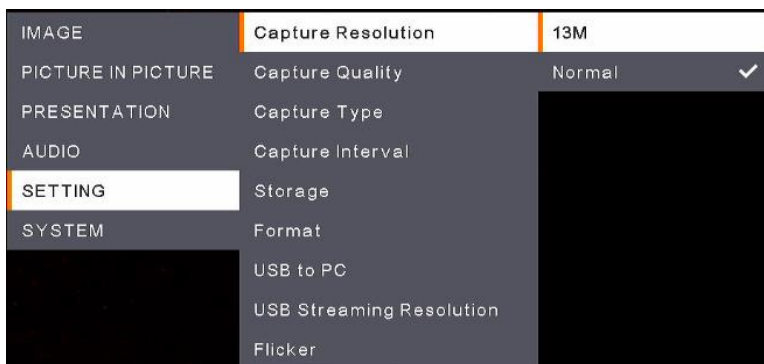 IMAGE
PICTURE IN PICTURE
PRESENTATION
AUDIO
SETTING
SYSTEM
Capture Resolution
Capture Quality
Capture Type
Capture Interval
Storage
Format
USB to PC
USB Streaming Resolution
Flicker
13M
Normal